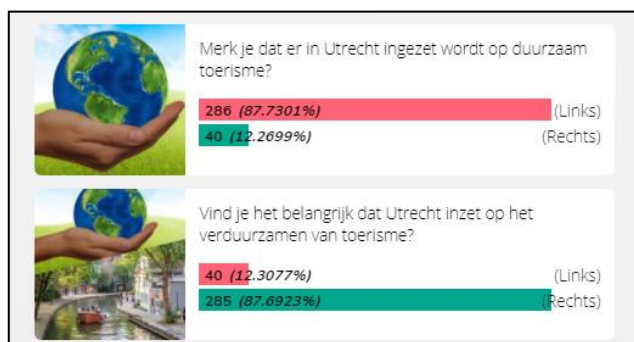 Merk je dat er in Utrecht ingezet wordt op duurzaam
toerisme?
286 (87.7301%) (Links)
40 (12.2699%) (Rechts)
Vind je het belangrijk dat Utrecht inzet op het
verduurzamen van toerisme?
40 (12.3077%) (Links)
285 (87.6923%) (Rechts)